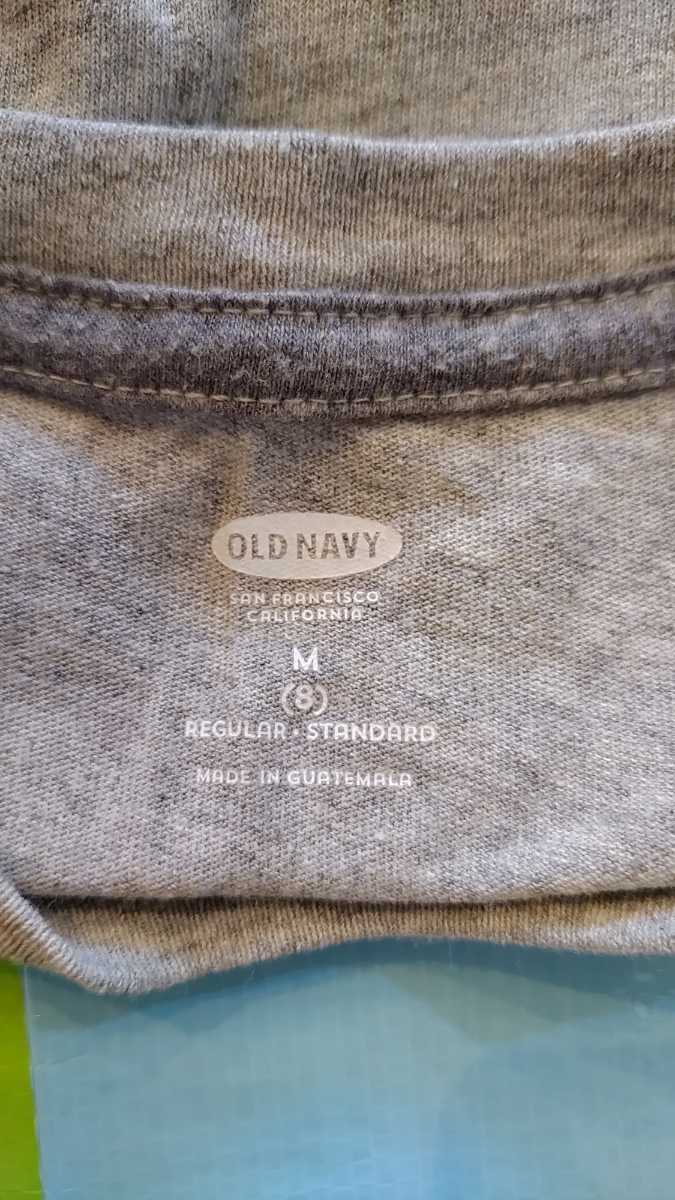 OLD NAVY
SAN FRANCISCO
CALIFORNIA
M
(8)
REGULAR · STANDARD
MADE IN GUATEMALA